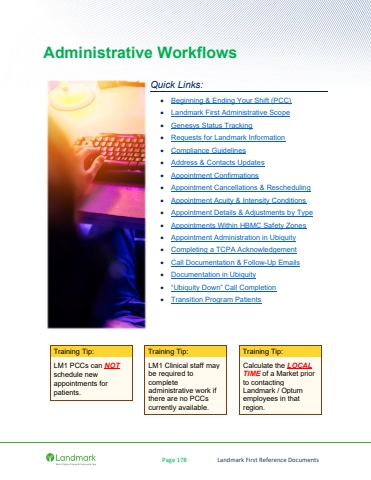 Administrative Workflows
Quick Links:
• Beginning & Ending Your Shift (PCC)
• Landmark First Administrative Scope
• Genesys Status Tracking
• Requests for Landmark Information
• Compliance Guidelines
• Address & Contacts Updates
• Appointment Confirmations
• Appointment Cancellations & Rescheduling
• Appointment Acuity & Intensity Conditions
• Appointment Details & Adjustments by Type
• Appointments Within HBMC Safety Zones
• Appointment Administration in Ubiquity
• Completing a TCPA Acknowledgement
• Call Documentation & Follow-Up Emails
• Documentation in Ubiquity
• "Ubiquity Down" Call Completion
• Transition Program Patients
Training Tip:
LM1 PCCs can NOT
schedule new
appointments for
patients.
Training Tip:
LM1 Clinical staff may
be required to
complete
administrative work if
there are no PCCs
currently available.
Training Tip:
Calculate the LOCAL
TIME of a Market prior
to contacting
Landmark / Optum
employees in that
region.
Landmark
Page 178
Landmark First Reference Documents